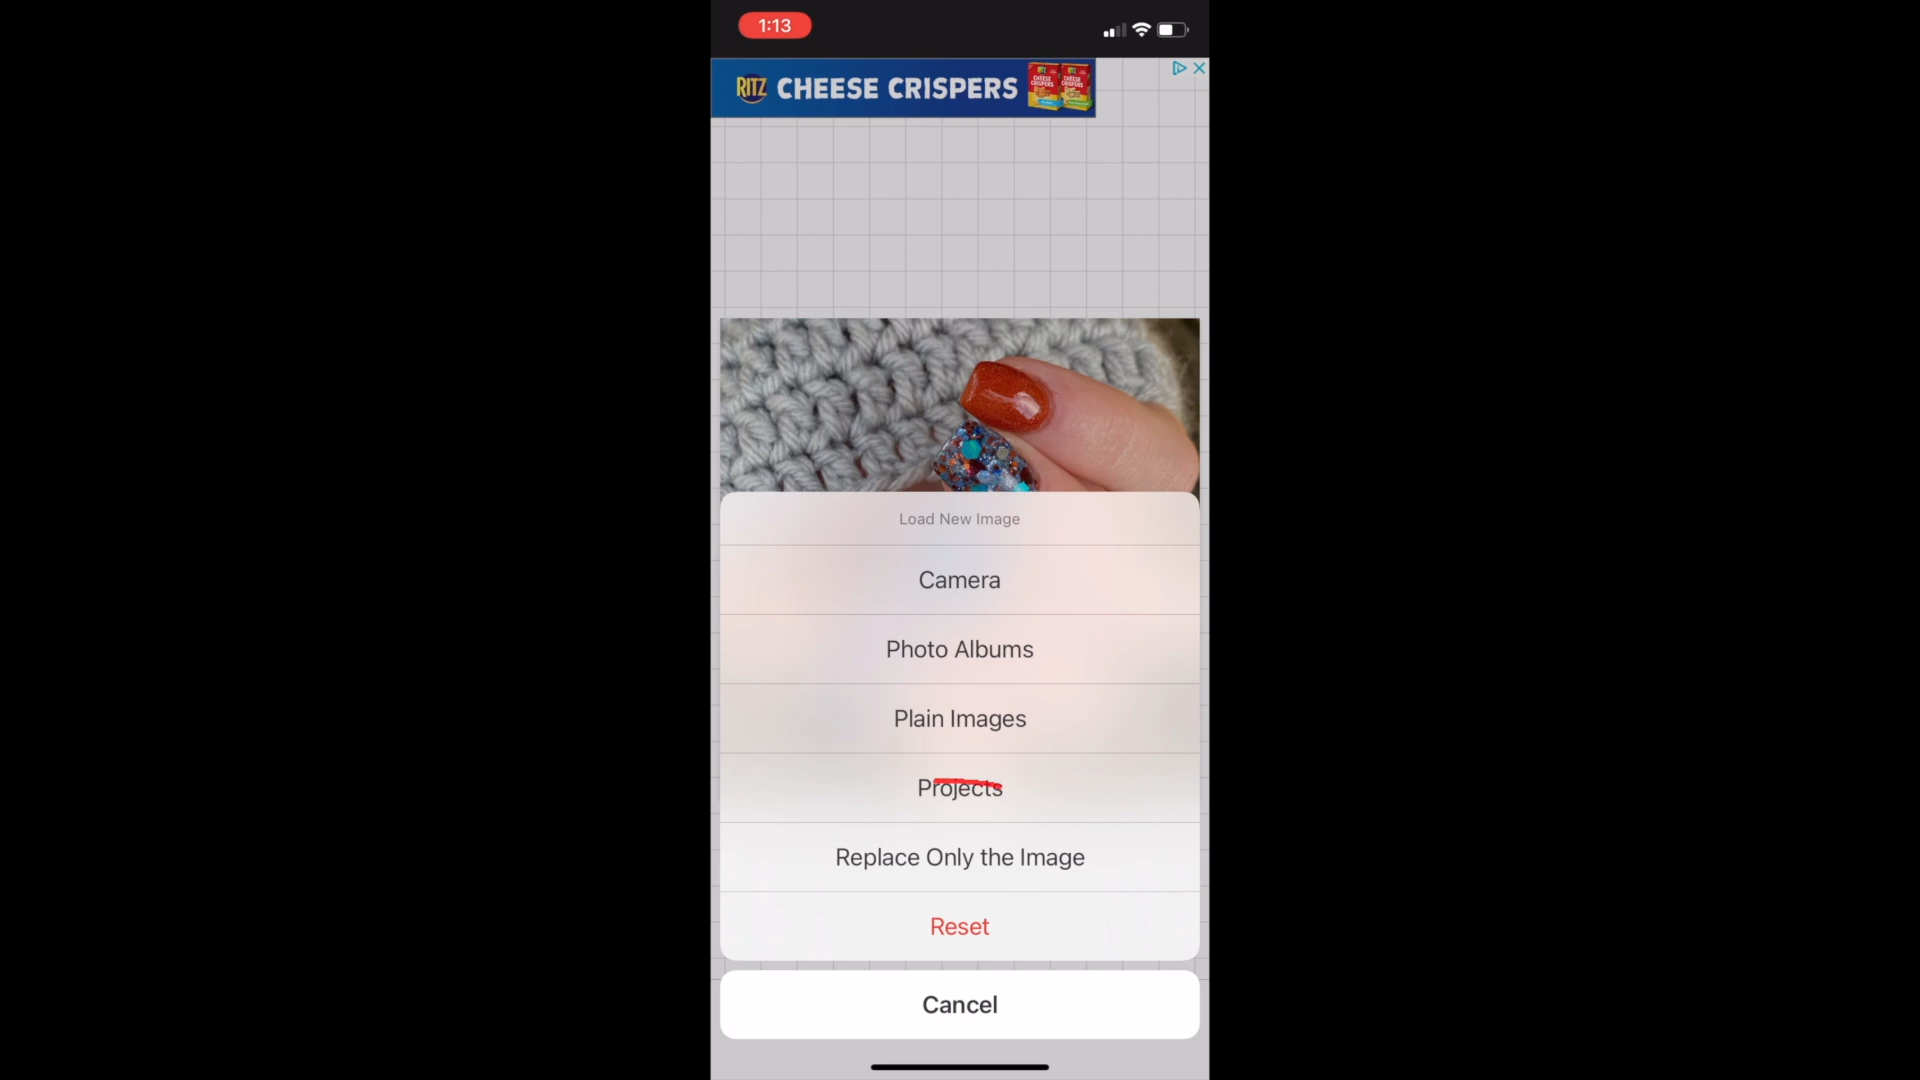 1:13
RITZ CHEESE CRISPERS
Load New Image
Camera
Photo Albums
Plain Images
Projects
Replace Only the Image
Reset
Cancel